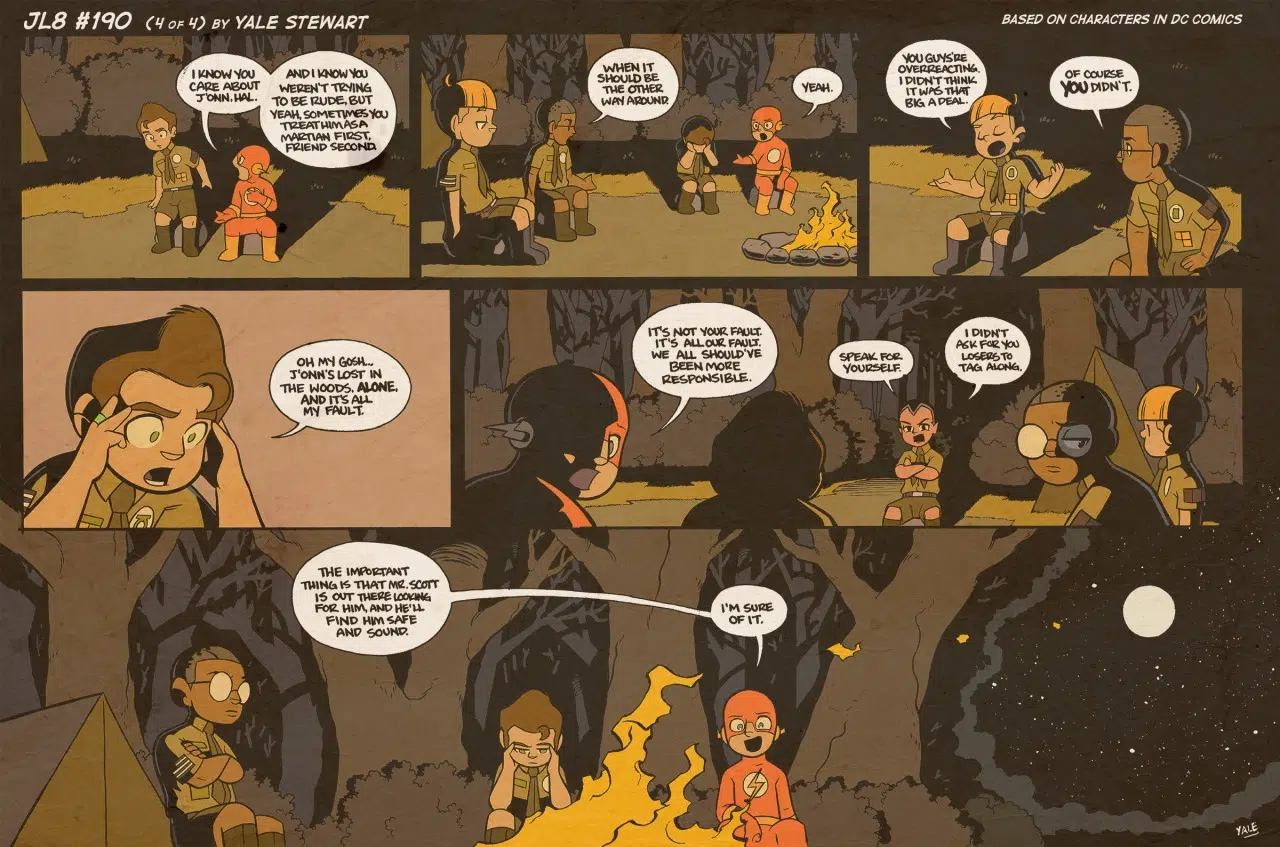 JL8 #190 (4 OF 4) BY YALE STEWART
BASED ON CHARACTERS IN DC COMICS
I KNOW YOU
CARE ABOUT
J'ONN, HAL.
AND I KNOW YOU
WEREN'T TRYING
TO BE RUDE, BUT
YEAH, SOMETIMES YOU
TREAT HIM AS A
MARTIAN FIRST,
FRIEND SECOND.
WHEN IT
SHOULD BE
THE OTHER
WAY AROUND.
YEAH.
YOU GUYS'RE
OVERREACTING.
I DIDN'T THINK
IT WAS THAT
BIG A DEAL.
OF COURSE
YOU DIDN'T.
OH MY GOSH...
J'ONN'S LOST IN
THE WOODS, ALONE,
AND IT'S ALL
MY FAULT.
IT'S NOT YOUR FAULT.
IT'S ALL OUR FAULT.
WE ALL SHOULD'VE
BEEN MORE
RESPONSIBLE.
SPEAK FOR
YOURSELF.
I DIDN'T
ASK FOR YOU
LOSERS TO
TAG ALONG.
THE IMPORTANT
THING IS THAT MR. SCOTT
IS OUT THERE LOOKING
FOR HIM, AND HE'LL
FIND HIM SAFE
AND SOUND.
I'M SURE
OF IT.
YALE